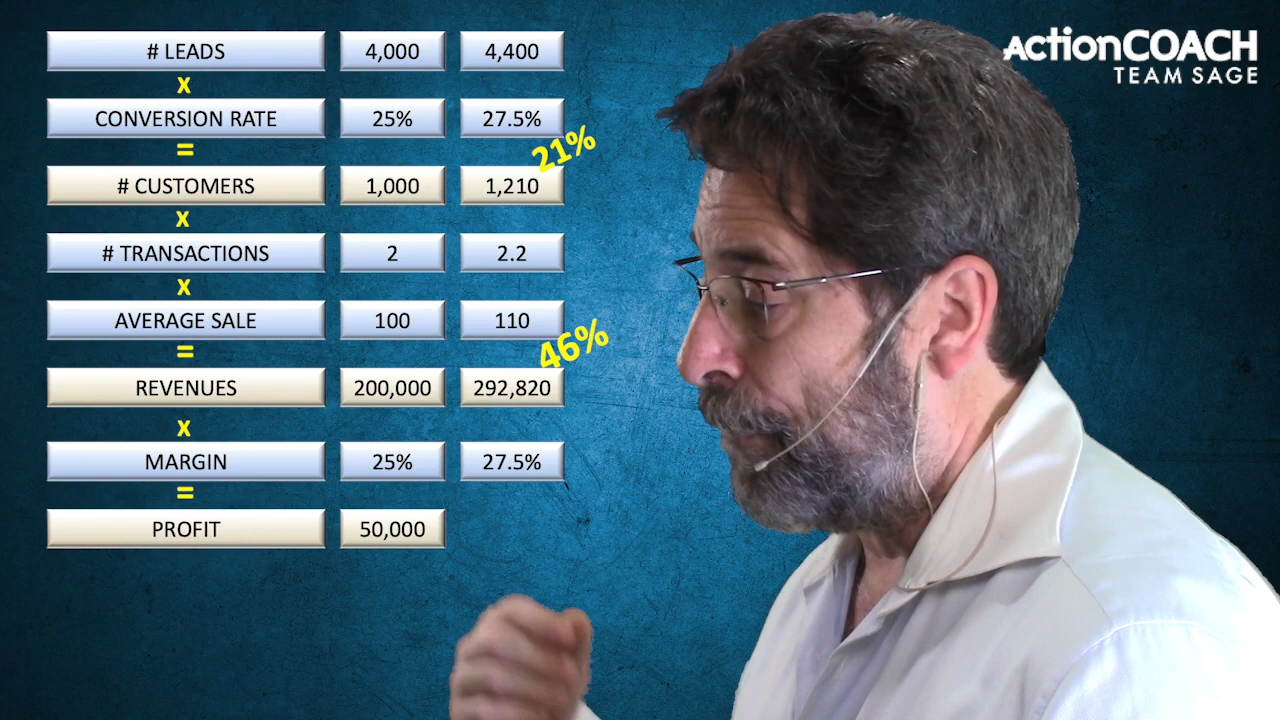 # LEADS 4,000 4,400
x
CONVERSION RATE 25% 27.5%
= 21%
# CUSTOMERS 1,000 1,210
x
# TRANSACTIONS 2 2.2
x
AVERAGE SALE 100 110
= 46%
REVENUES 200,000 292,820
x
MARGIN 25% 27.5%
=
PROFIT 50,000
ActionCOACH
TEAM SAGE